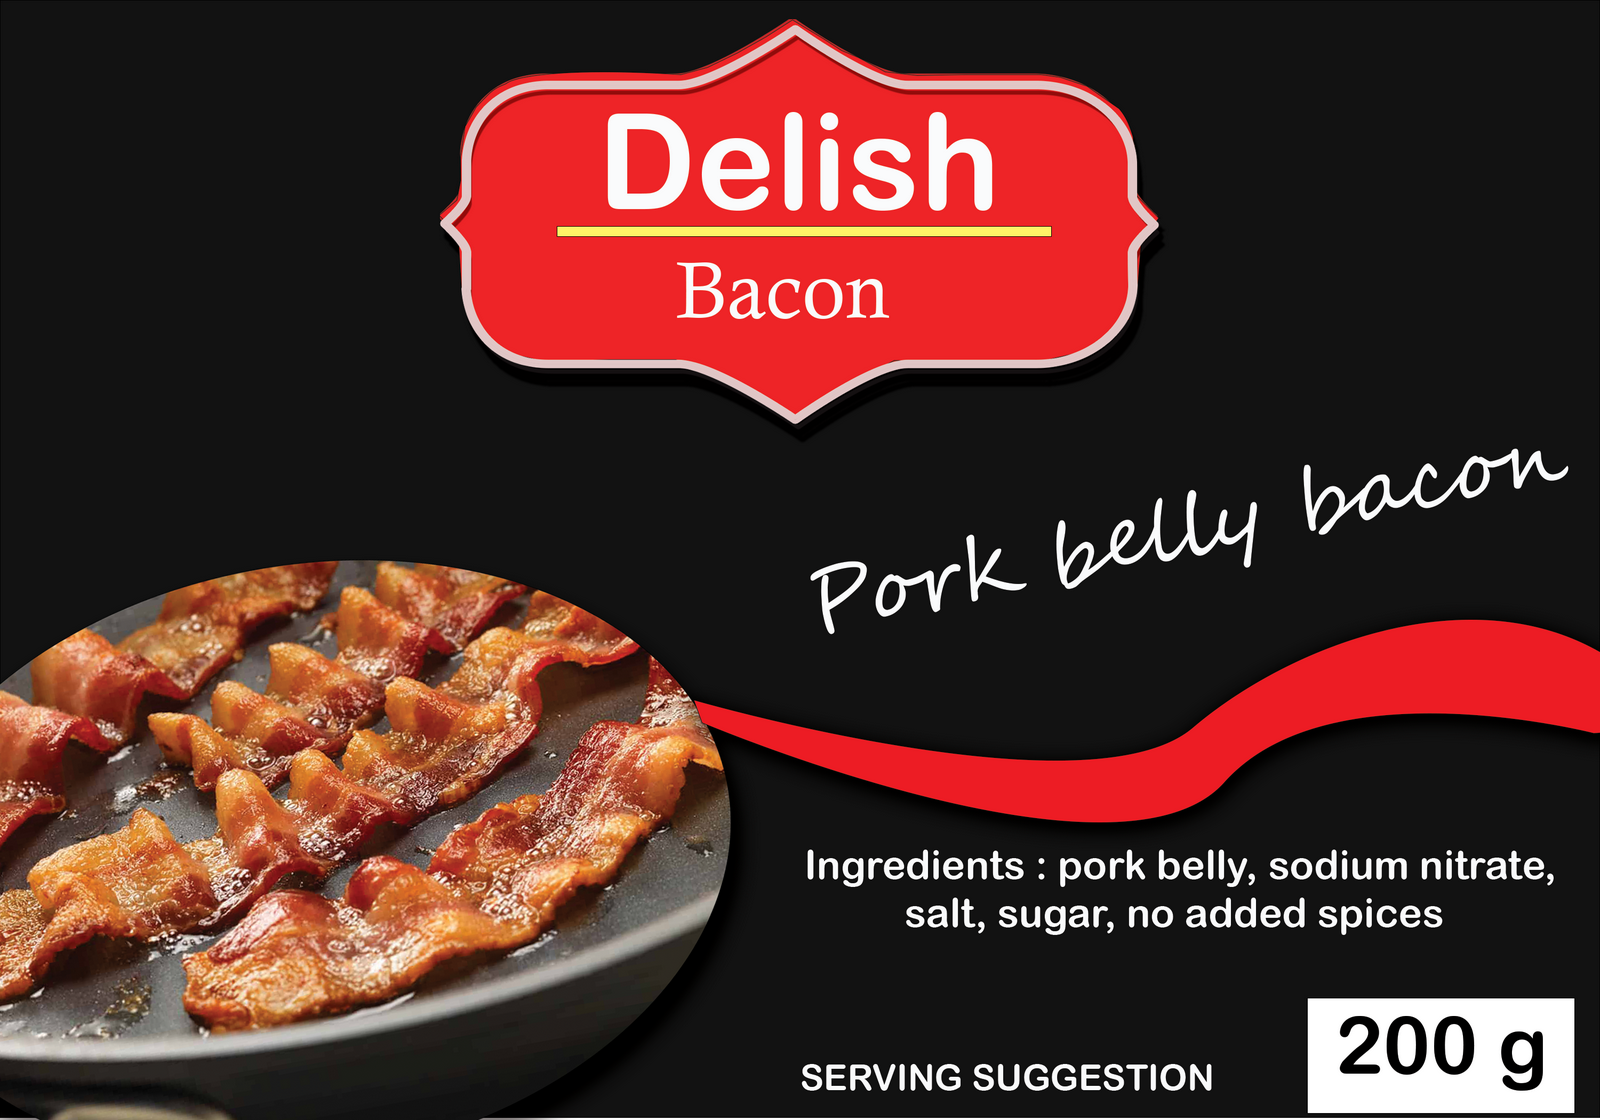 Delish
Bacon
Pork belly bacon
Ingredients : pork belly, sodium nitrate,
salt, sugar, no added spices
SERVING SUGGESTION
200 g